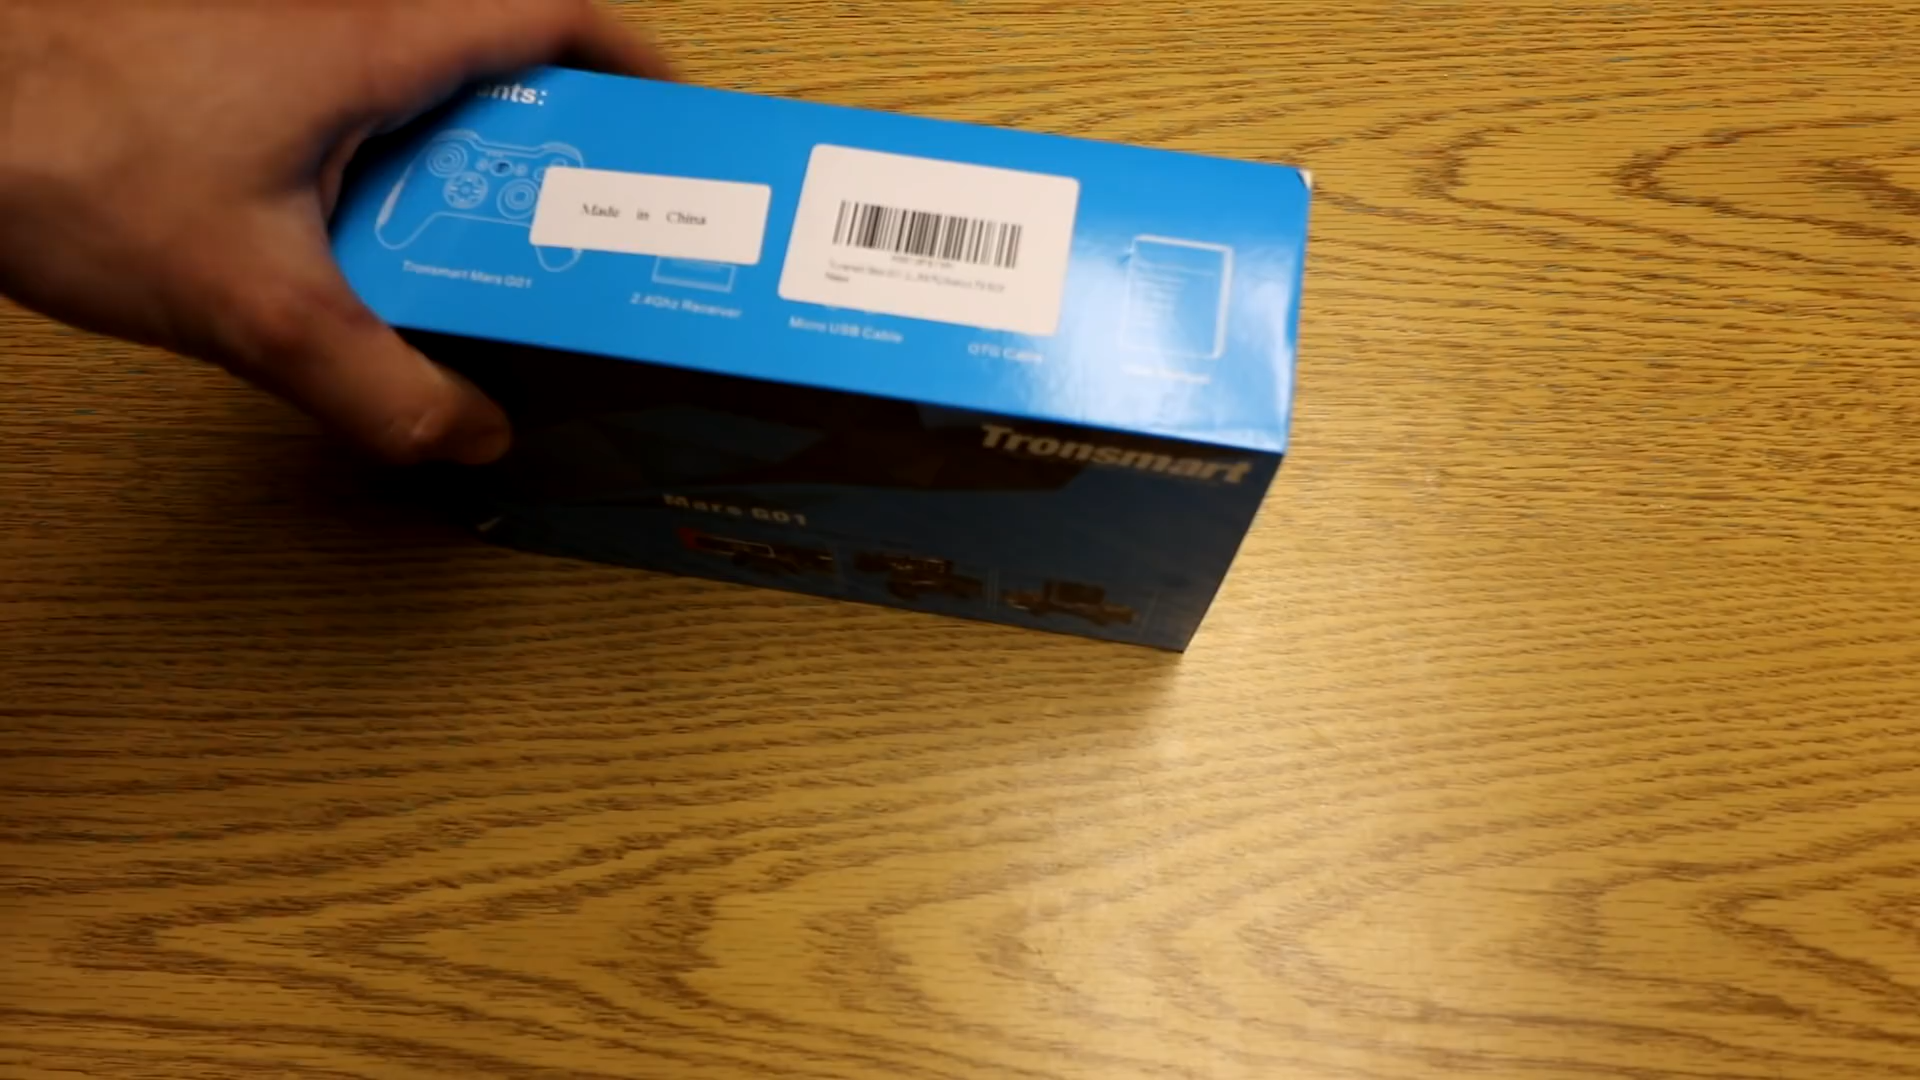 nts:
Made in China
Tronsmart Mars G01
2.4Ghz Receiver
Micro USB Cable
OTG Cable
Tronsmart
Mars G01